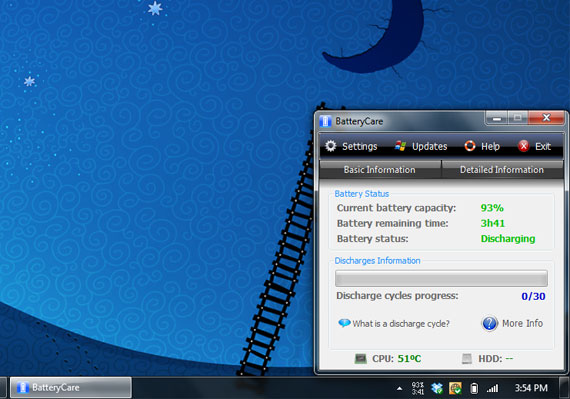 BatteryCare
Settings Updates Help Exit
Basic Information Detailed Information
Battery Status
Current battery capacity: 93%
Battery remaining time: 3h41
Battery status: Discharging
Discharges Information
Discharge cycles progress: 0/30
What is a discharge cycle? More Info
CPU: 51ºC HDD: --
BatteryCare
93%
3:41
3:54 PM